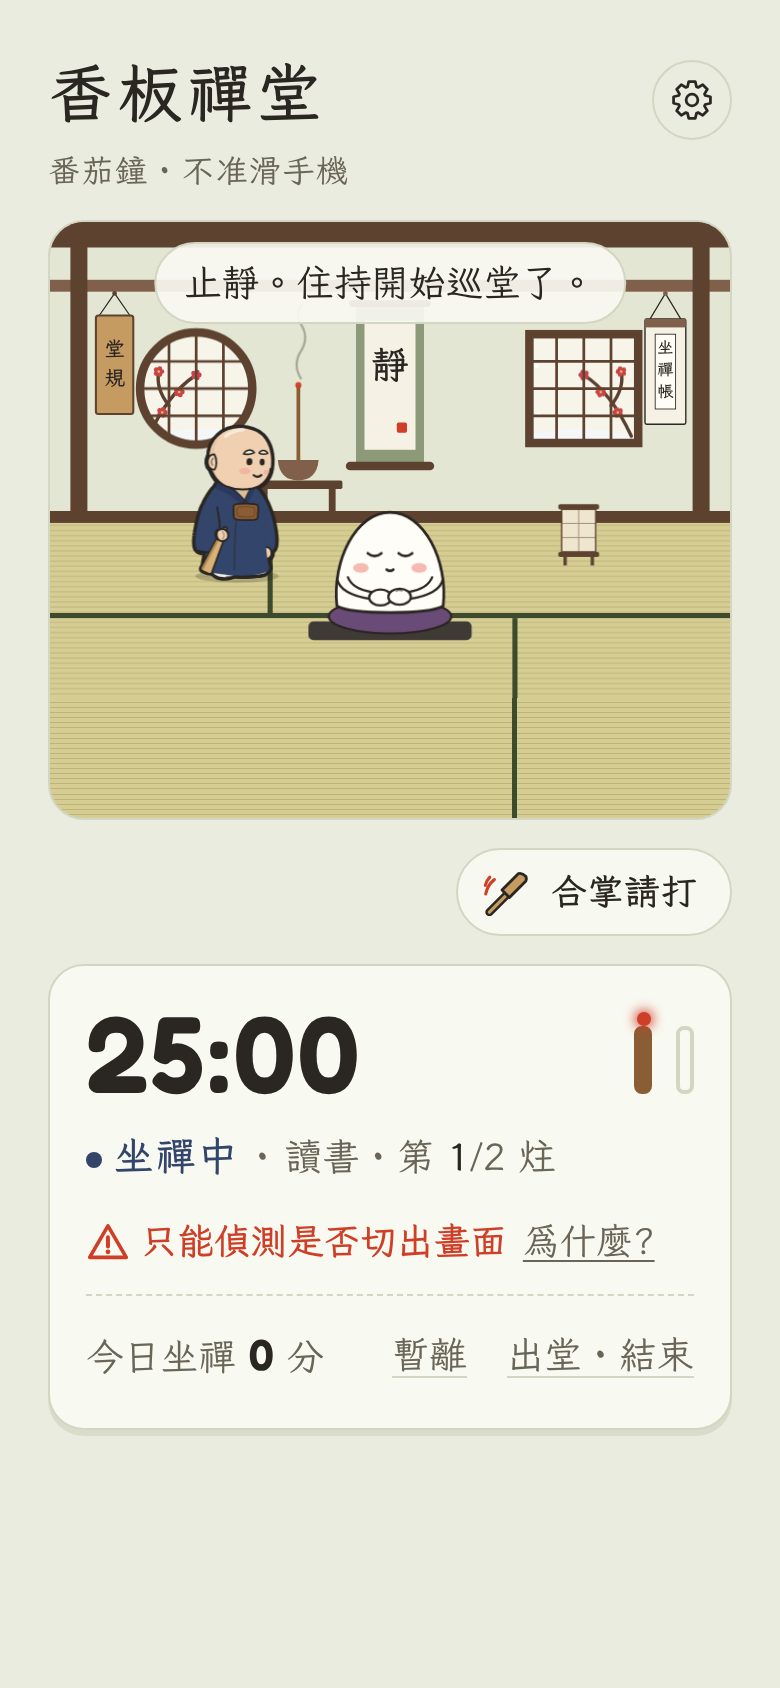 香板禪堂
番茄鐘・不准滑手機
止靜。住持開始巡堂了。
堂規
靜
坐禪帳
合掌請打
25:00
坐禪中・讀書・第 1/2 炷
只能偵測是否切出畫面 為什麼?
今日坐禪 0 分 暫離 出堂・結束